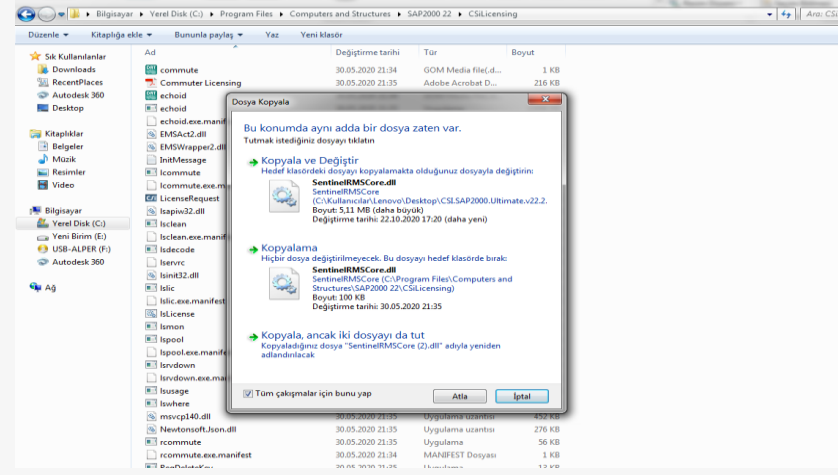 Bilgisayar ▸ Yerel Disk (C:) ▸ Program Files ▸ Computers and Structures ▸ SAP2000 22 ▸ CSiLicensing
Ara: CSi
Düzenle Kitaplığa ekle Bununla paylaş Yaz Yeni klasör
Sık Kullanılanlar
Downloads
RecentPlaces
Autodesk 360
Desktop
Kitaplıklar
Belgeler
Müzik
Resimler
Video
Bilgisayar
Yerel Disk (C:)
Yeni Birim (E:)
USB-ALPER (F:)
Autodesk 360
Ağ
Ad Değiştirme tarihi Tür Boyut
commute 30.05.2020 21:34 GOM Media file(.d... 1 KB
Commuter Licensing 30.05.2020 21:35 Adobe Acrobat D... 216 KB
echoid
echoid
echoid.exe.manif
EMSAct2.dll
EMSWrapper2.dll
InitMessage
lcommute
lcommute.exe.m
LicenseRequest
lsapiw32.dll
lsclean
lsclean.exe.manif
lsdecode
lservrc
lsinit32.dll
lslic
lslic.exe.manifest
lsLicense
lsmon
lspool
lspool.exe.manife
lsrvdown
lsrvdown.exe.mar
lsusage
lswhere
msvcp140.dll 30.05.2020 21:35 Uygulama uzantısı 452 KB
Newtonsoft.Json.dll 30.05.2020 21:35 Uygulama uzantısı 276 KB
rcommute 30.05.2020 21:35 Uygulama 56 KB
rcommute.exe.manifest 30.05.2020 21:34 MANIFEST Dosyası 1 KB
RegDeleteKey 30.05.2020 21:35 Uygulama 13 KB
Dosya Kopyala
Bu konumda aynı adda bir dosya zaten var.
Tutmak istediğiniz dosyayı tıklatın
Kopyala ve Değiştir
Hedef klasördeki dosyayı kopyalamakta olduğunuz dosyayla değiştirin:
SentinelRMSCore.dll
SentinelRMSCore
(C:\Kullanıcılar\Lenovo\Desktop\CSI.SAP2000.Ultimate.v22.2.
Boyut: 5,11 MB (daha büyük)
Değiştirme tarihi: 22.10.2020 17:20 (daha yeni)
Kopyalama
Hiçbir dosya değiştirilmeyecek. Bu dosyayı hedef klasörde bırak:
SentinelRMSCore.dll
SentinelRMSCore (C:\Program Files\Computers and
Structures\SAP2000 22\CSiLicensing)
Boyut: 100 KB
Değiştirme tarihi: 30.05.2020 21:35
Kopyala, ancak iki dosyayı da tut
Kopyaladığınız dosya "SentinelRMSCore (2).dll" adıyla yeniden
adlandırılacak
Tüm çakışmalar için bunu yap
Atla İptal